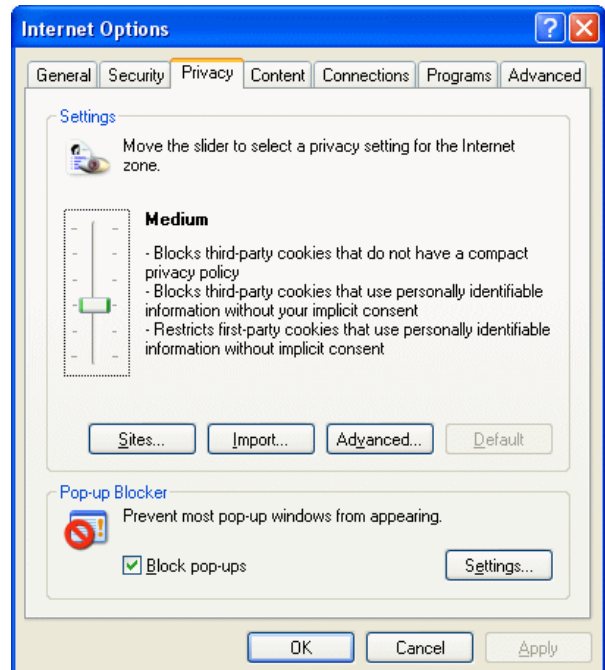 Internet Options
General Security Privacy Content Connections Programs Advanced
Settings
Move the slider to select a privacy setting for the Internet
zone.
Medium
- Blocks third-party cookies that do not have a compact
privacy policy
- Blocks third-party cookies that use personally identifiable
information without your implicit consent
- Restricts first-party cookies that use personally identifiable
information without implicit consent
Sites... Import... Advanced... Default
Pop-up Blocker
Prevent most pop-up windows from appearing.
Block pop-ups Settings...
OK Cancel Apply